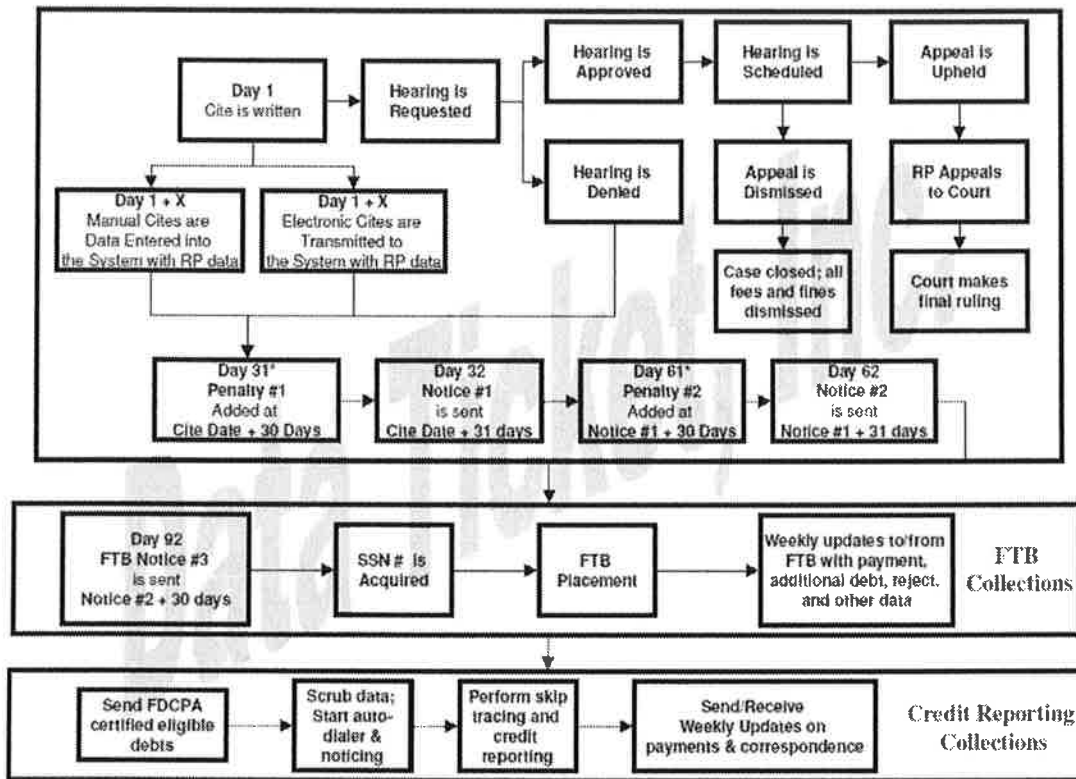 Day 1
Cite is written
Hearing is
Requested
Hearing is
Approved
Hearing is
Scheduled
Appeal is
Upheld
Hearing is
Denied
Appeal is
Dismissed
RP Appeals
to Court
Day 1 + X
Manual Cites are
Data Entered into
the System with RP data
Day 1 + X
Electronic Cites are
Transmitted to
the System with RP data
Case closed; all
fees and fines
dismissed
Court makes
final ruling
Day 31*
Penalty #1
Added at
Cite Date + 30 Days
Day 32
Notice #1
is sent
Cite Date + 31 days
Day 61*
Penalty #2
Added at
Notice #1 + 30 Days
Day 62
Notice #2
is sent
Notice #1 + 31 days
Day 92
FTB Notice #3
is sent
Notice #2 + 30 days
SSN # is
Acquired
FTB
Placement
Weekly updates to/from
FTB with payment,
additional debt, reject.
and other data
FTB
Collections
Send FDCPA
certified eligible
debts
Scrub data;
Start auto-
dialer &
noticing
Perform skip
tracing and
credit
reporting
Send/Receive
Weekly Updates on
payments & correspondence
Credit Reporting
Collections
Data Ticket, Inc.